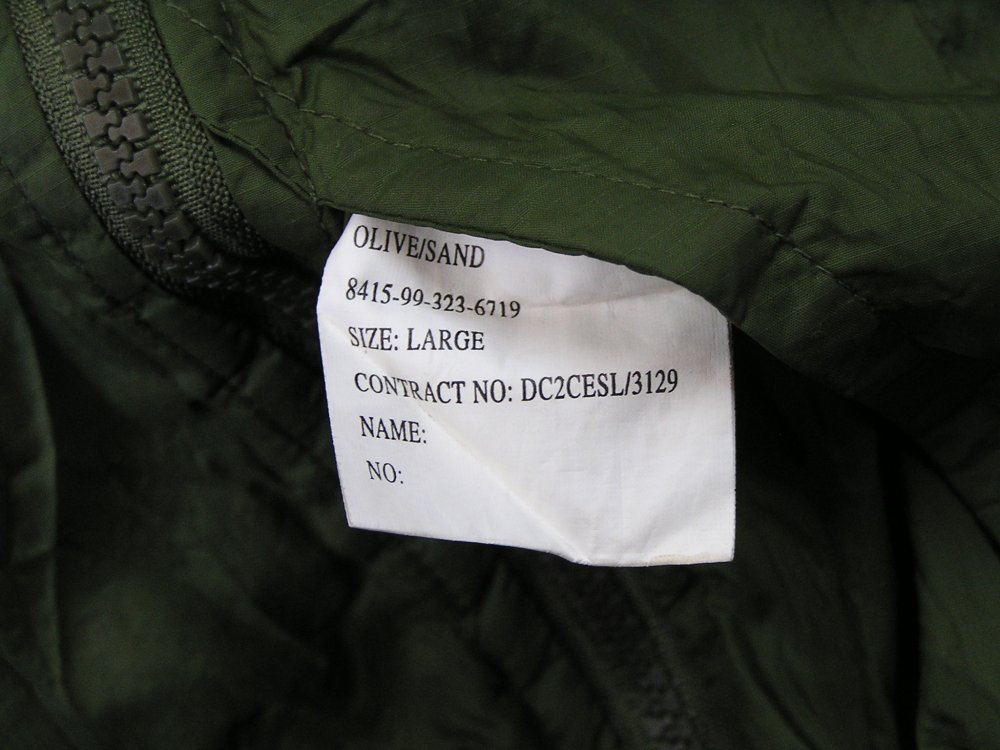 OLIVE/SAND
8415-99-323-6719
SIZE: LARGE
CONTRACT NO: DC2CESL/3129
NAME:
NO: